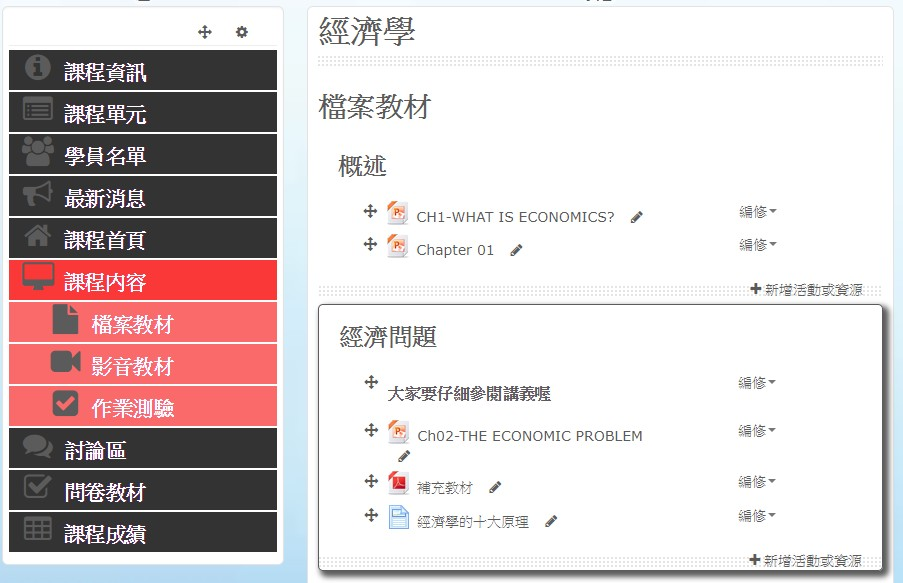 課程資訊
課程單元
學員名單
最新消息
課程首頁
課程內容
檔案教材
影音教材
作業測驗
討論區
問卷教材
課程成績
經濟學
檔案教材
概述
CH1-WHAT IS ECONOMICS? 編修
Chapter 01 編修
新增活動或資源
經濟問題
大家要仔細參閱講義喔 編修
Ch02-THE ECONOMIC PROBLEM 編修
補充教材 編修
經濟學的十大原理 編修
新增活動或資源